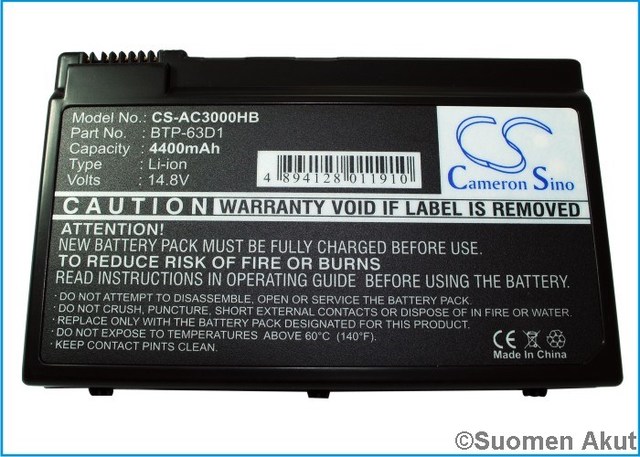 Model No.: CS-AC3000HB
Part No. : BTP-63D1
Capacity : 4400mAh
Type : Li-ion
Volts : 14.8V
4 894128 011910
CS
Cameron Sino
CAUTION WARRANTY VOID IF LABEL IS REMOVED
ATTENTION!
NEW BATTERY PACK MUST BE FULLY CHARGED BEFORE USE.
TO REDUCE RISK OF FIRE OR BURNS
READ INSTRUCTIONS IN OPERATING GUIDE BEFORE USING THE BATTERY.
· DO NOT ATTEMPT TO DISASSEMBLE, OPEN OR SERVICE THE BATTERY PACK
· DO NOT CRUSH, PUNCTURE, SHORT EXTERNAL CONTACTS OR DISPOSE OF IN FIRE OR WATER.
· REPLACE ONLY WITH THE BATTERY PACK DESIGNATED FOR THIS PRODUCT.
· DO NOT EXPOSE TO TEMPERATURES ABOVE 60°C (140°F).
· KEEP CONTACT PINS CLEAN.
CE
Made In China
©Suomen Akut